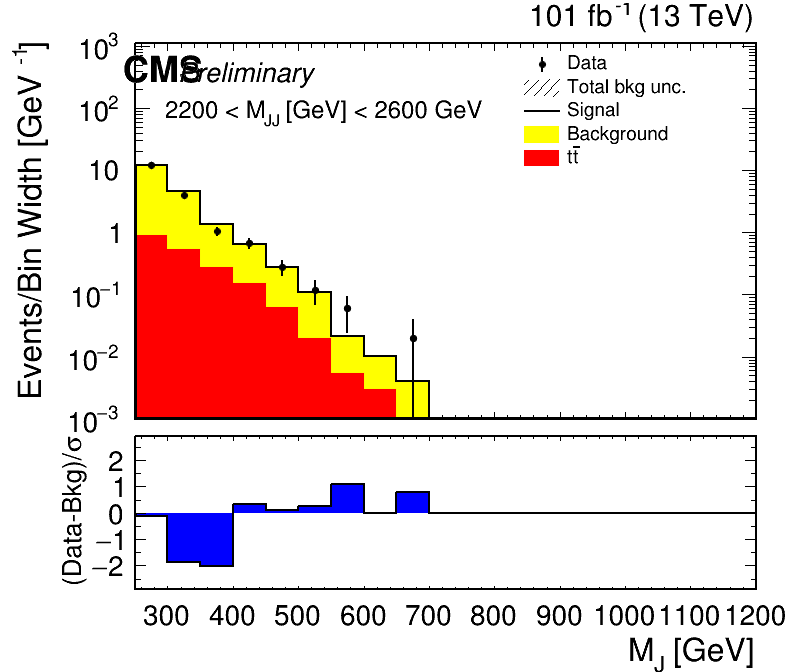 101 fb⁻¹ (13 TeV)
CMS Preliminary
2200 < M_JJ [GeV] < 2600 GeV
Data
Total bkg unc.
Signal
Background
tt̅
Events/Bin Width [GeV⁻¹]
10³
10²
10
1
10⁻¹
10⁻²
10⁻³
(Data-Bkg)/σ
2
1
0
−1
−2
300 400 500 600 700 800 900 1000 1100 1200
M_J [GeV]